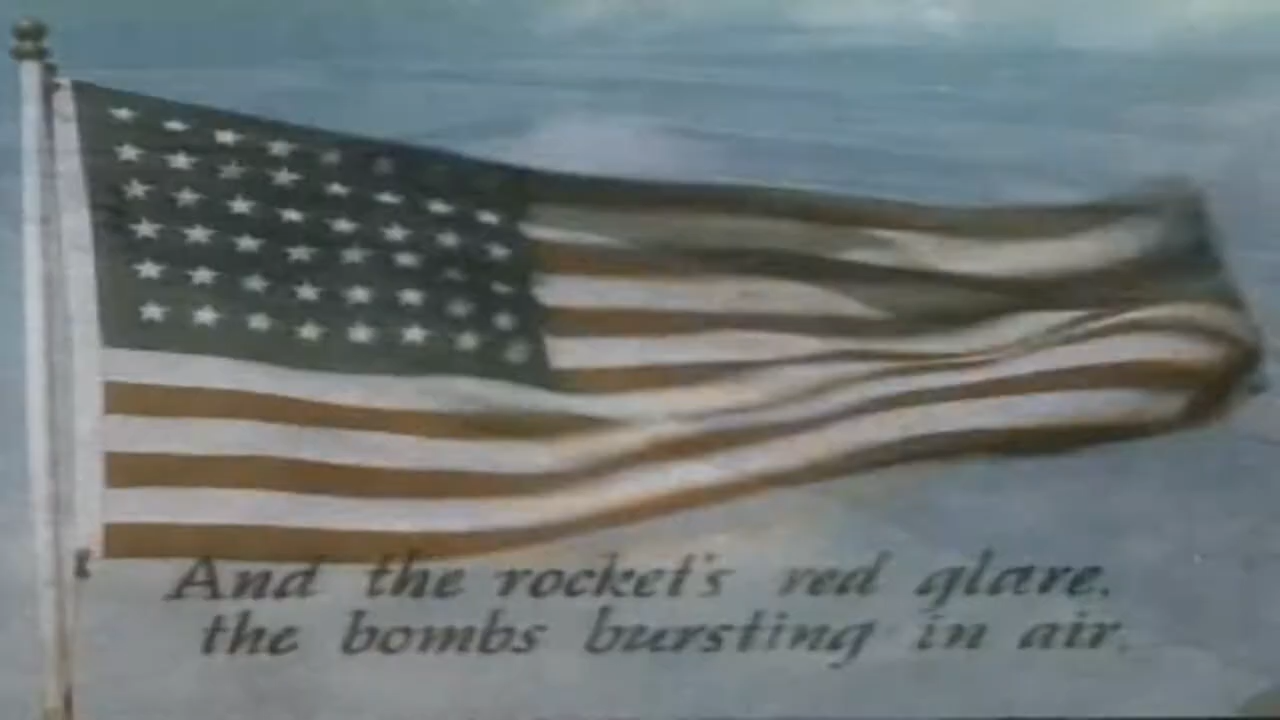 And the rocket's red glare,
the bombs bursting in air.